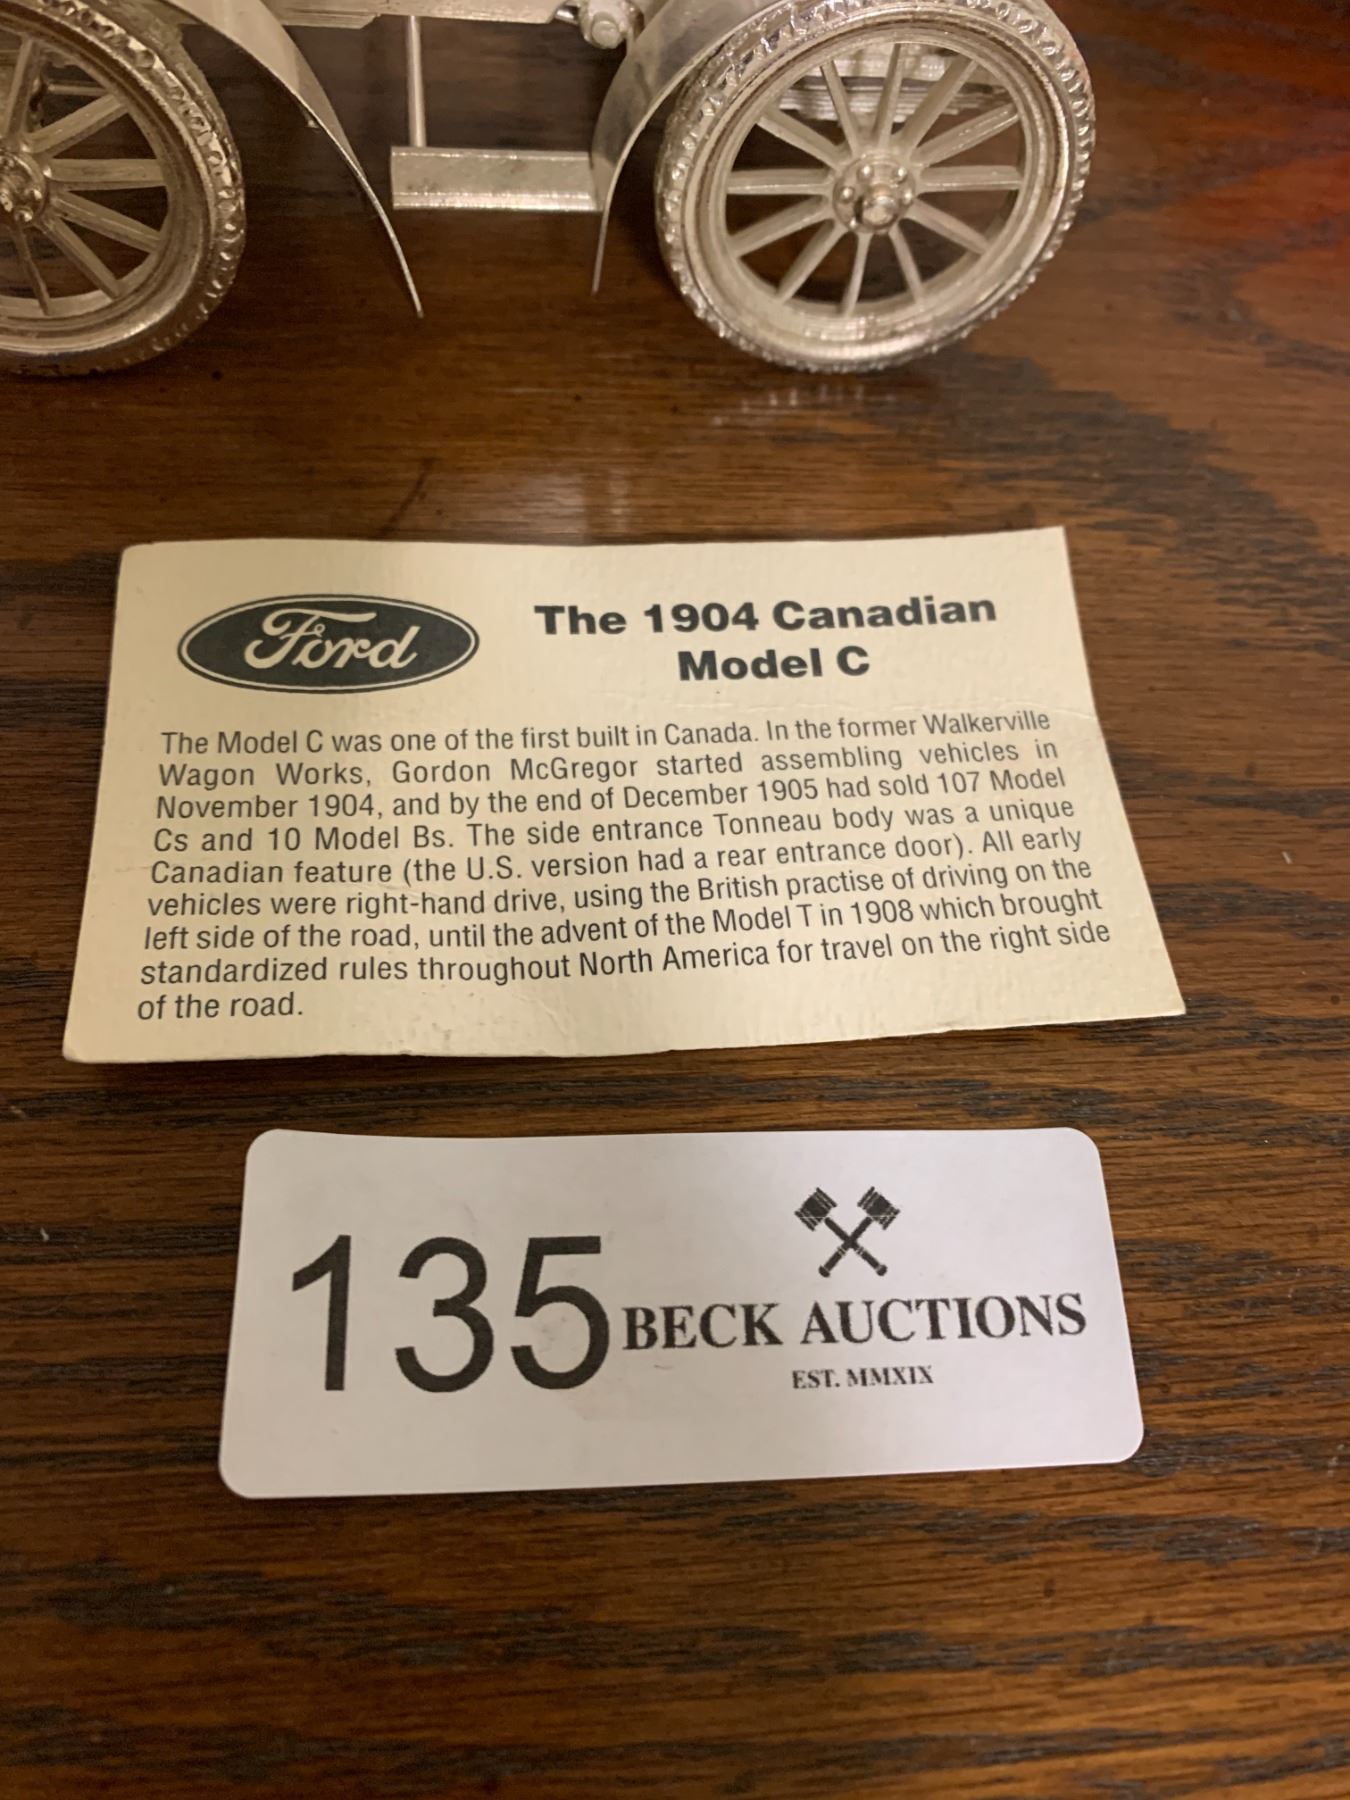 Ford
The 1904 Canadian
Model C
The Model C was one of the first built in Canada. In the former Walkerville
Wagon Works, Gordon McGregor started assembling vehicles in
November 1904, and by the end of December 1905 had sold 107 Model
Cs and 10 Model Bs. The side entrance Tonneau body was a unique
Canadian feature (the U.S. version had a rear entrance door). All early
vehicles were right-hand drive, using the British practise of driving on the
left side of the road, until the advent of the Model T in 1908 which brought
standardized rules throughout North America for travel on the right side
of the road.
135
BECK AUCTIONS
EST. MMXIX